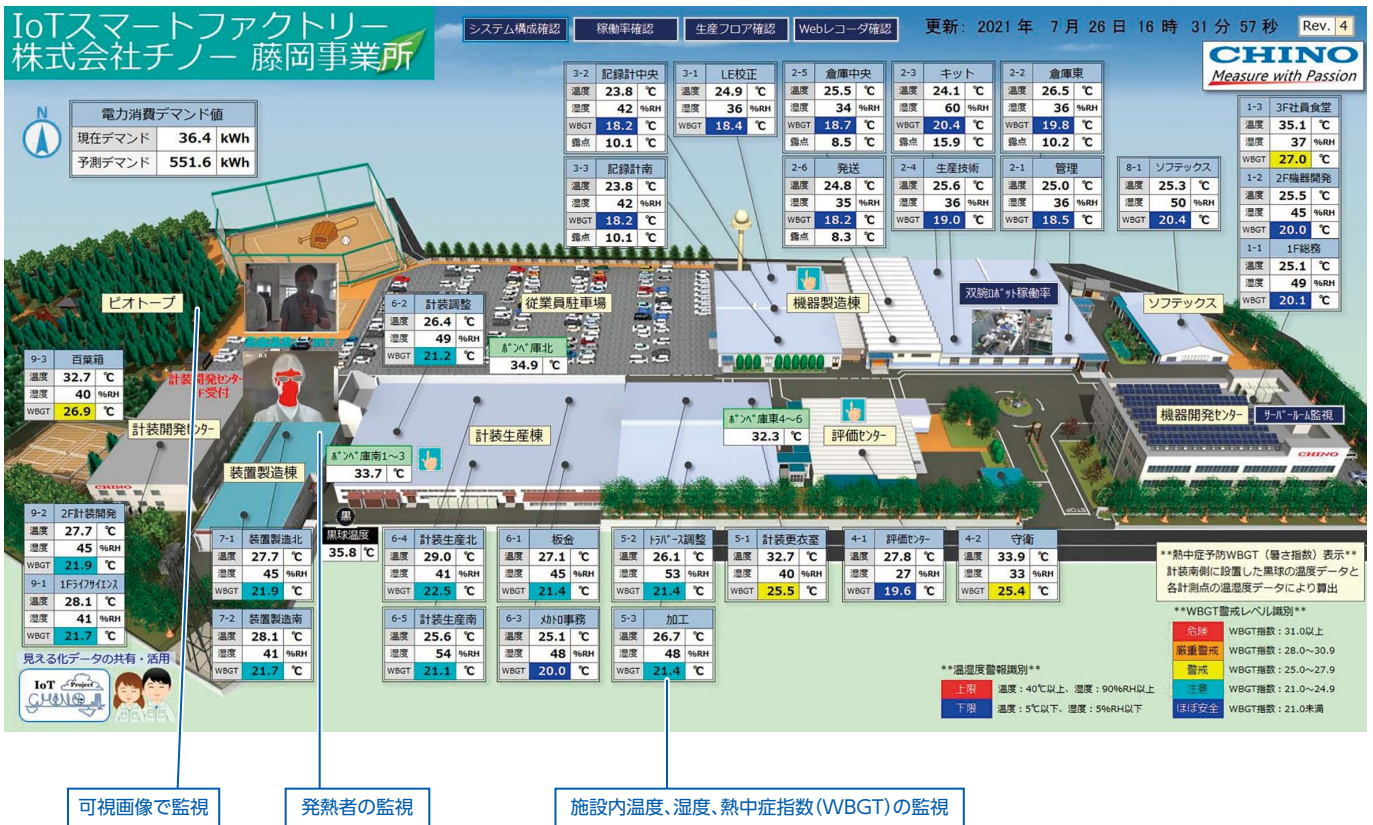 IoTスマートファクトリー
株式会社チノー 藤岡事業所
システム構成確認
稼働率確認
生産フロア確認
Webレコーダ確認
更新: 2021 年 7 月 26 日 16 時 31 分 57 秒
Rev. 4
CHINO
Measure with Passion
N
電力消費デマンド値
現在デマンド 36.4 kWh
予測デマンド 551.6 kWh
3-2 記録計中央
温度 23.8 ℃
湿度 42 %RH
WBGT 18.2 ℃
露点 10.1 ℃
3-1 LE校正
温度 24.9 ℃
湿度 36 %RH
WBGT 18.4 ℃
2-5 倉庫中央
温度 25.5 ℃
湿度 34 %RH
WBGT 18.7 ℃
露点 8.5 ℃
2-3 キット
温度 24.1 ℃
湿度 60 %RH
WBGT 20.4 ℃
露点 15.9 ℃
2-2 倉庫東
温度 26.5 ℃
湿度 36 %RH
WBGT 19.8 ℃
露点 10.2 ℃
1-3 3F社員食堂
温度 35.1 ℃
湿度 37 %RH
WBGT 27.0 ℃
1-2 2F機器開発
温度 25.5 ℃
湿度 45 %RH
WBGT 20.0 ℃
1-1 1F総務
温度 25.1 ℃
湿度 49 %RH
WBGT 20.1 ℃
3-3 記録計南
温度 23.8 ℃
湿度 42 %RH
WBGT 18.2 ℃
露点 10.1 ℃
2-6 発送
温度 24.8 ℃
湿度 35 %RH
WBGT 18.2 ℃
露点 8.3 ℃
2-4 生産技術
温度 25.6 ℃
湿度 36 %RH
WBGT 19.0 ℃
2-1 管理
温度 25.0 ℃
湿度 36 %RH
WBGT 18.5 ℃
8-1 ソフテックス
温度 25.3 ℃
湿度 50 %RH
WBGT 20.4 ℃
ビオトープ
6-2 計装調整
温度 26.4 ℃
湿度 49 %RH
WBGT 21.2 ℃
従業員駐車場
機器製造棟
双腕ﾛﾎﾞｯﾄ稼働率
ソフテックス
ﾎﾞﾝﾍﾞ庫北
34.9 ℃
9-3 百葉箱
温度 32.7 ℃
湿度 40 %RH
WBGT 26.9 ℃
計装開発ｾﾝﾀｰ
F受付
計装開発ｾﾝﾀｰ
装置製造棟
ﾎﾞﾝﾍﾞ庫南1～3
33.7 ℃
計装生産棟
ﾎﾞﾝﾍﾞ庫東4～6
32.3 ℃
評価ｾﾝﾀｰ
機器開発ｾﾝﾀｰ
ｻｰﾊﾞｰﾙｰﾑ監視
CHINO
CHINO
STOP
9-2 2F計装開発
温度 27.7 ℃
湿度 45 %RH
WBGT 21.9 ℃
9-1 1Fﾗｲﾌｻｲｴﾝｽ
温度 28.1 ℃
湿度 41 %RH
WBGT 21.7 ℃
7-1 装置製造北
温度 27.7 ℃
湿度 45 %RH
WBGT 21.9 ℃
7-2 装置製造南
温度 28.1 ℃
湿度 41 %RH
WBGT 21.7 ℃
黒
黒球温度
35.8 ℃
6-4 計装生産北
温度 29.0 ℃
湿度 41 %RH
WBGT 22.5 ℃
6-5 計装生産南
温度 25.6 ℃
湿度 54 %RH
WBGT 21.1 ℃
6-1 板金
温度 27.1 ℃
湿度 45 %RH
WBGT 21.4 ℃
6-3 ﾒｶﾄﾛ事務
温度 25.1 ℃
湿度 48 %RH
WBGT 20.0 ℃
5-2 ﾄﾗﾊﾞｰｽ調整
温度 26.1 ℃
湿度 53 %RH
WBGT 21.4 ℃
5-3 加工
温度 26.7 ℃
湿度 48 %RH
WBGT 21.4 ℃
5-1 計装更衣室
温度 32.7 ℃
湿度 40 %RH
WBGT 25.5 ℃
4-1 評価ｾﾝﾀｰ
温度 27.8 ℃
湿度 27 %RH
WBGT 19.6 ℃
4-2 守衛
温度 33.9 ℃
湿度 33 %RH
WBGT 25.4 ℃
**熱中症予防WBGT（暑さ指数）表示**
計装南側に設置した黒球の温度データと
各計測点の温湿度データにより算出
**WBGT警戒レベル識別**
危険 WBGT指数：31.0以上
厳重警戒 WBGT指数：28.0～30.9
警戒 WBGT指数：25.0～27.9
注意 WBGT指数：21.0～24.9
ほぼ安全 WBGT指数：21.0未満
**温湿度警報識別**
上限 温度：40℃以上、湿度：90%RH以上
下限 温度：5℃以下、湿度：5%RH以下
見える化データの共有・活用
IoT Project
CHINO
可視画像で監視
発熱者の監視
施設内温度、湿度、熱中症指数(WBGT)の監視